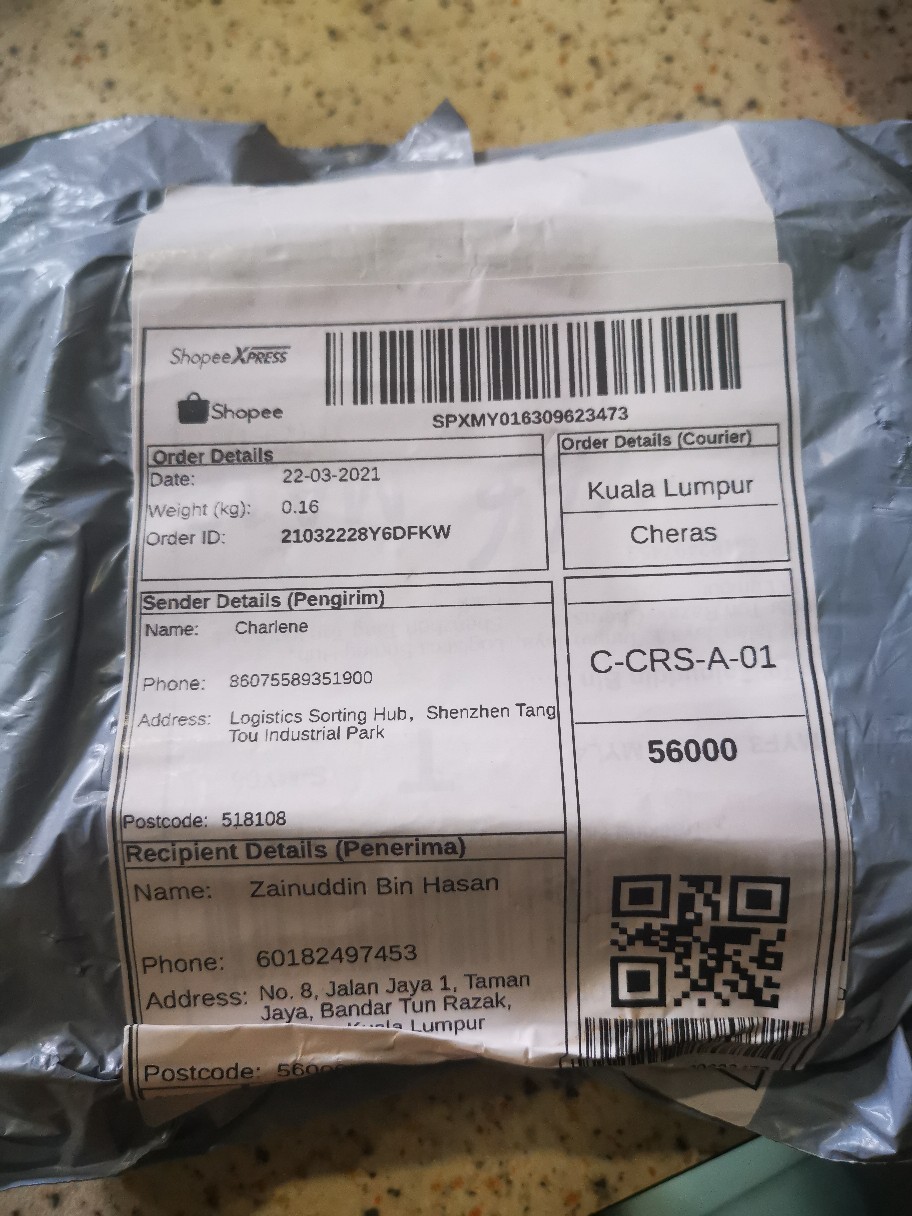 ShopeeXPRESS
Shopee
SPXMY016309623473
Order Details
Date: 22-03-2021
Weight (kg): 0.16
Order ID: 21032228Y6DFKW
Order Details (Courier)
Kuala Lumpur
Cheras
Sender Details (Pengirim)
Name: Charlene
Phone: 86075589351900
Address: Logistics Sorting Hub, Shenzhen Tang
Tou Industrial Park
Postcode: 518108
C-CRS-A-01
56000
Recipient Details (Penerima)
Name: Zainuddin Bin Hasan
Phone: 60182497453
Address: No. 8, Jalan Jaya 1, Taman
Jaya, Bandar Tun Razak,
Kuala Lumpur
Postcode: